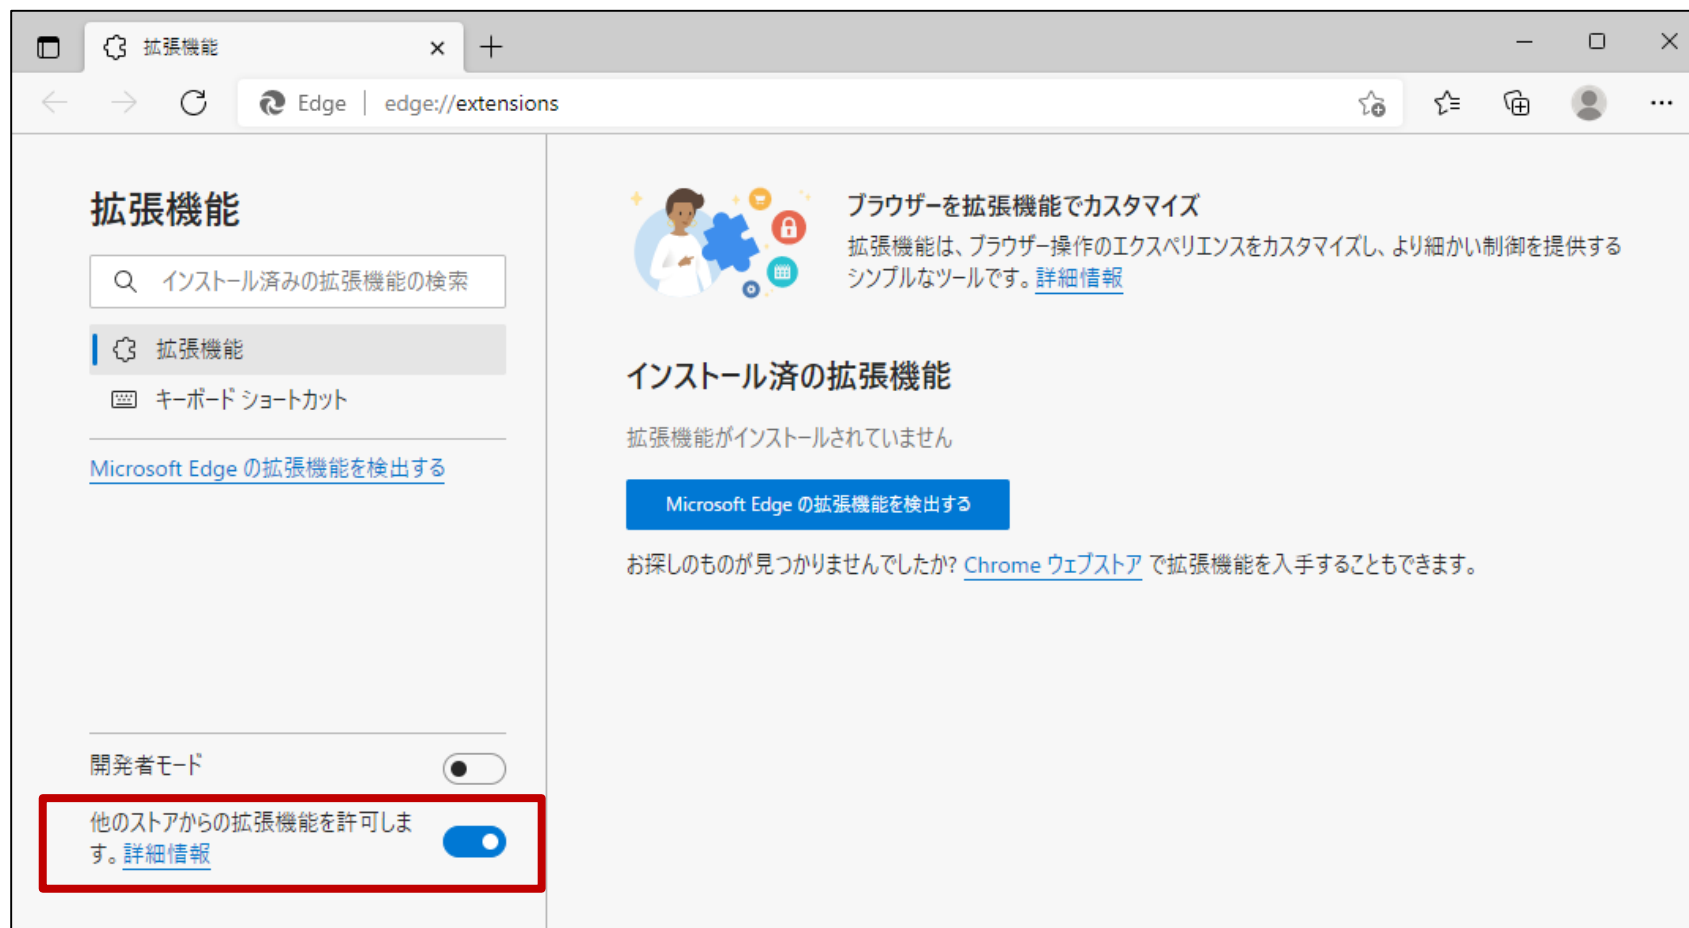 拡張機能
Edge | edge://extensions
拡張機能
インストール済みの拡張機能の検索
拡張機能
キーボード ショートカット
Microsoft Edge の拡張機能を検出する
開発者モード
他のストアからの拡張機能を許可しま
す。詳細情報
ブラウザーを拡張機能でカスタマイズ
拡張機能は、ブラウザー操作のエクスペリエンスをカスタマイズし、より細かい制御を提供する
シンプルなツールです。詳細情報
インストール済の拡張機能
拡張機能がインストールされていません
Microsoft Edge の拡張機能を検出する
お探しのものが見つかりませんでしたか? Chrome ウェブストア で拡張機能を入手することもできます。